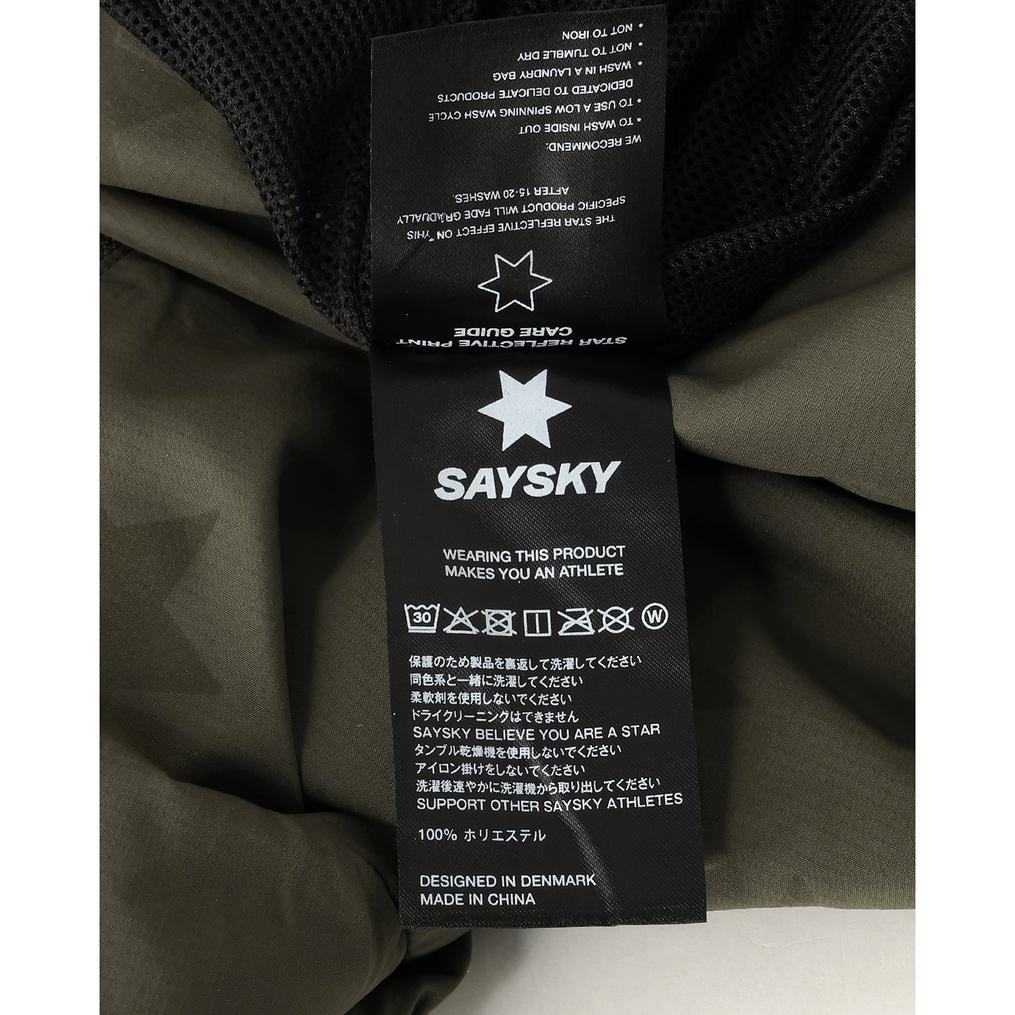 STAR REFLECTIVE PRINT
CARE GUIDE
THE STAR REFLECTIVE EFFECT ON THIS
SPECIFIC PRODUCT WILL FADE GRADUALLY
AFTER 15-20 WASHES.
WE RECOMMEND:
• TO WASH INSIDE OUT
• TO USE A LOW SPINNING WASH CYCLE
DEDICATED TO DELICATE PRODUCTS
• WASH IN A LAUNDRY BAG
• NOT TO TUMBLE DRY
• NOT TO IRON
SAYSKY
WEARING THIS PRODUCT
MAKES YOU AN ATHLETE
30 W
保護のため製品を裏返して洗濯してください
同色系と一緒に洗濯してください
柔軟剤を使用しないでください
ドライクリーニングはできません
SAYSKY BELIEVE YOU ARE A STAR
タンブル乾燥機を使用しないでください
アイロン掛けをしないでください
洗濯後速やかに洗濯機から取り出してください
SUPPORT OTHER SAYSKY ATHLETES
100% ホリエステル
DESIGNED IN DENMARK
MADE IN CHINA